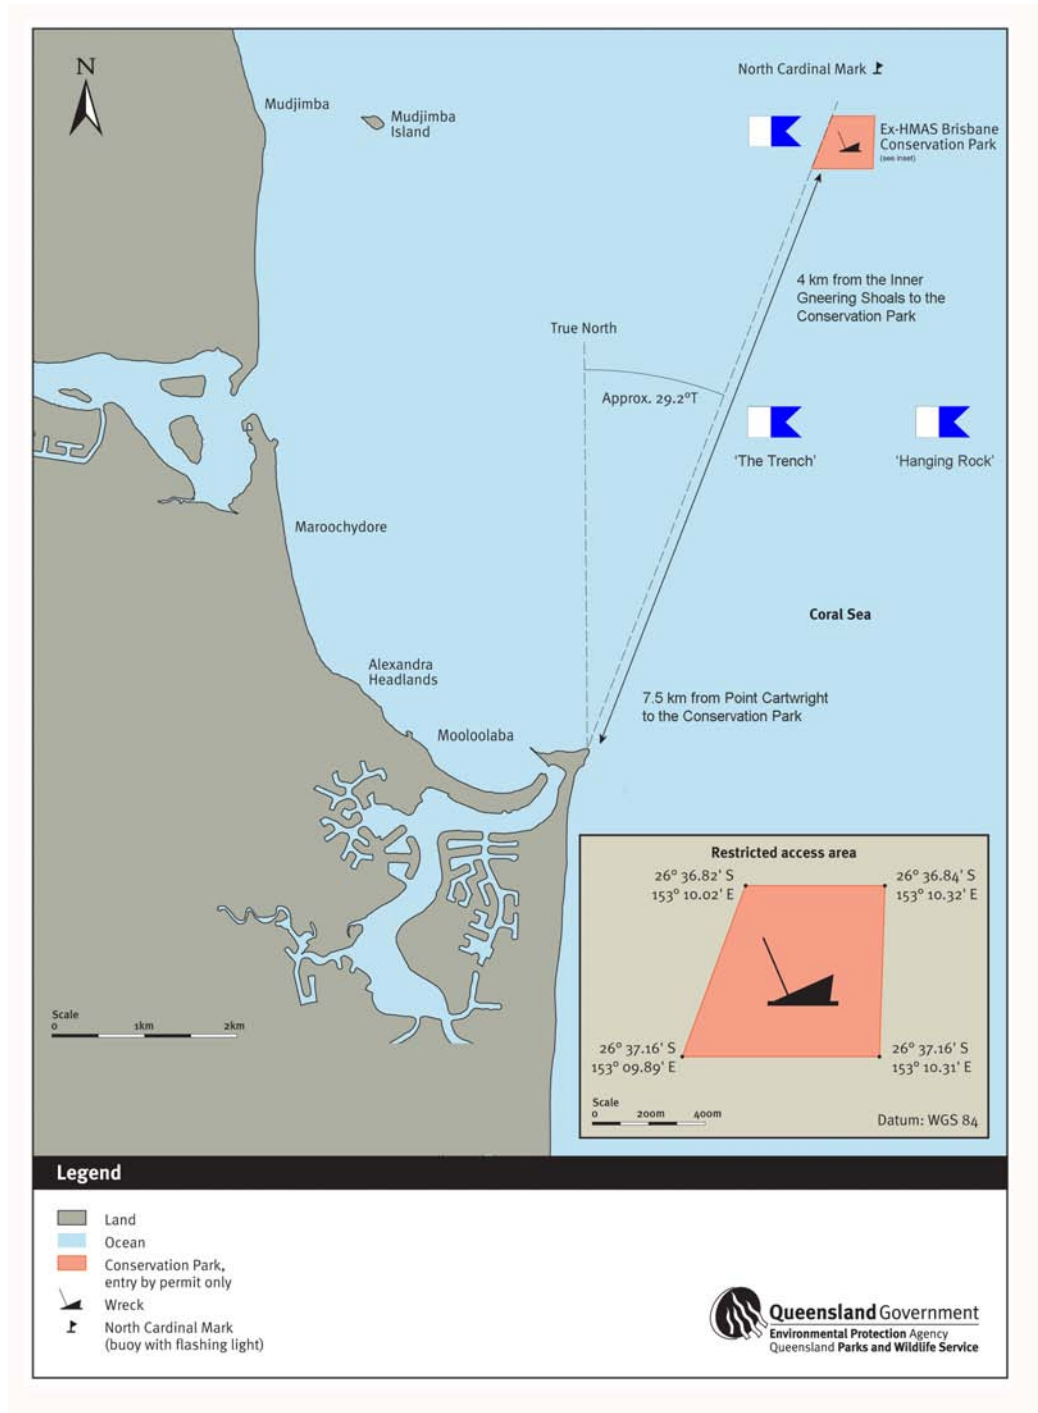 N
Mudjimba
Mudjimba
Island
North Cardinal Mark
Ex-HMAS Brisbane
Conservation Park
(see inset)
4 km from the Inner
Gneering Shoals to the
Conservation Park
True North
Approx. 29.2°T
'The Trench'
'Hanging Rock'
Maroochydore
Coral Sea
Alexandra
Headlands
7.5 km from Point Cartwright
to the Conservation Park
Mooloolaba
Restricted access area
26° 36.82' S
153° 10.02' E
26° 36.84' S
153° 10.32' E
26° 37.16' S
153° 09.89' E
26° 37.16' S
153° 10.31' E
Scale
0 200m 400m
Datum: WGS 84
Scale
0 1km 2km
Legend
Land
Ocean
Conservation Park,
entry by permit only
Wreck
North Cardinal Mark
(buoy with flashing light)
Queensland Government
Environmental Protection Agency
Queensland Parks and Wildlife Service